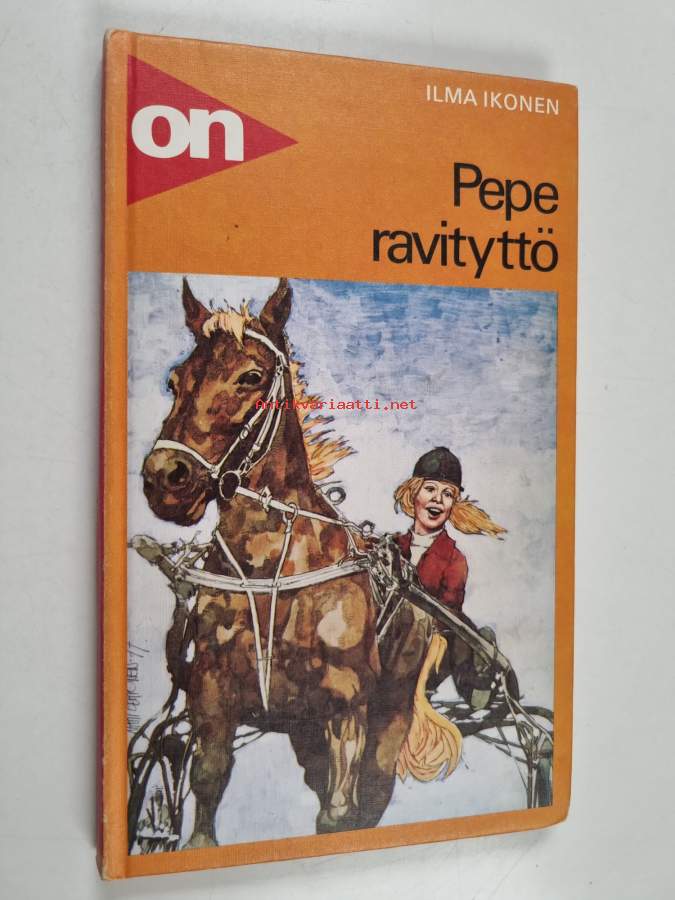 on
ILMA IKONEN
Pepe
ravityttö
Antikvariaatti.net